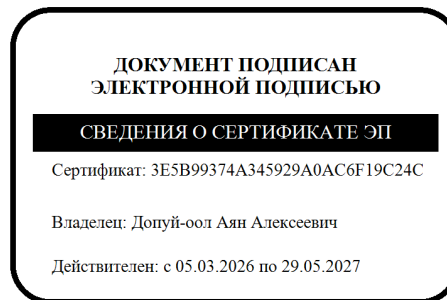 ДОКУМЕНТ ПОДПИСАН
ЭЛЕКТРОННОЙ ПОДПИСЬЮ
СВЕДЕНИЯ О СЕРТИФИКАТЕ ЭП
Сертификат: 3E5B99374A345929A0AC6F19C24C
Владелец: Допуй-оол Аян Алексеевич
Действителен: с 05.03.2026 по 29.05.2027